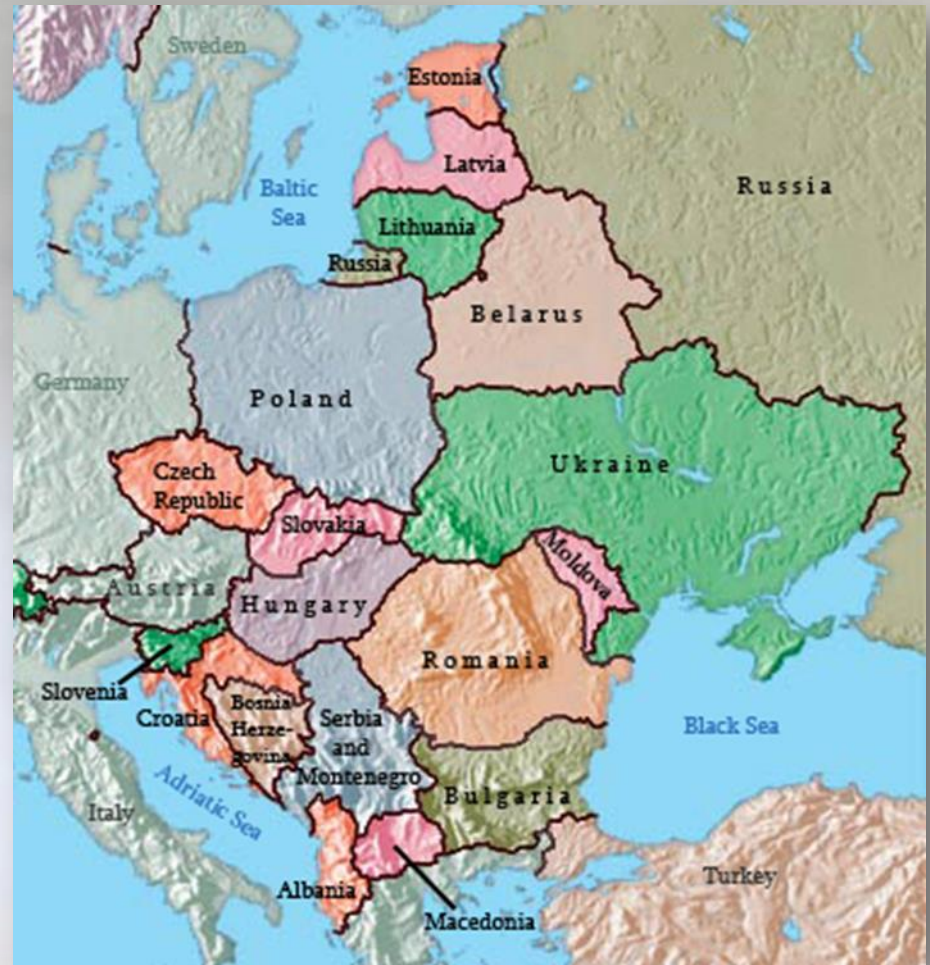 Sweden
Estonia
Latvia
Baltic
Sea
Russia
Lithuania
Russia
Belarus
Germany
Poland
Ukraine
Czech
Republic
Slovakia
Moldova
Austria
Hungary
Romania
Slovenia
Croatia
Bosnia
Herze-
govina
Serbia
and
Montenegro
Black Sea
Adriatic Sea
Italy
Bulgaria
Turkey
Albania
Macedonia